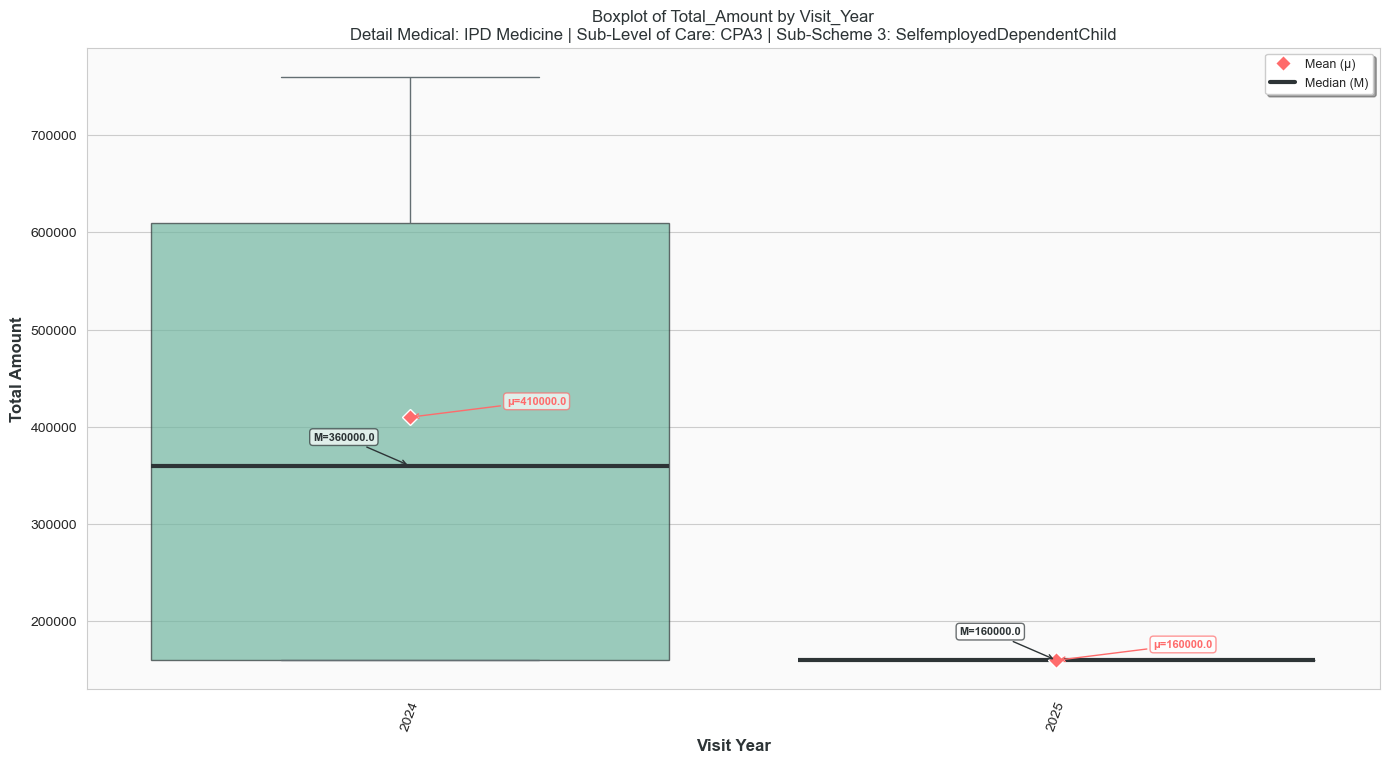 Boxplot of Total_Amount by Visit_Year
Detail Medical: IPD Medicine | Sub-Level of Care: CPA3 | Sub-Scheme 3: SelfemployedDependentChild
Mean (μ)
Median (M)
Total Amount
700000
600000
500000
400000
300000
200000
μ=410000.0
M=360000.0
M=160000.0
μ=160000.0
2024
2025
Visit Year